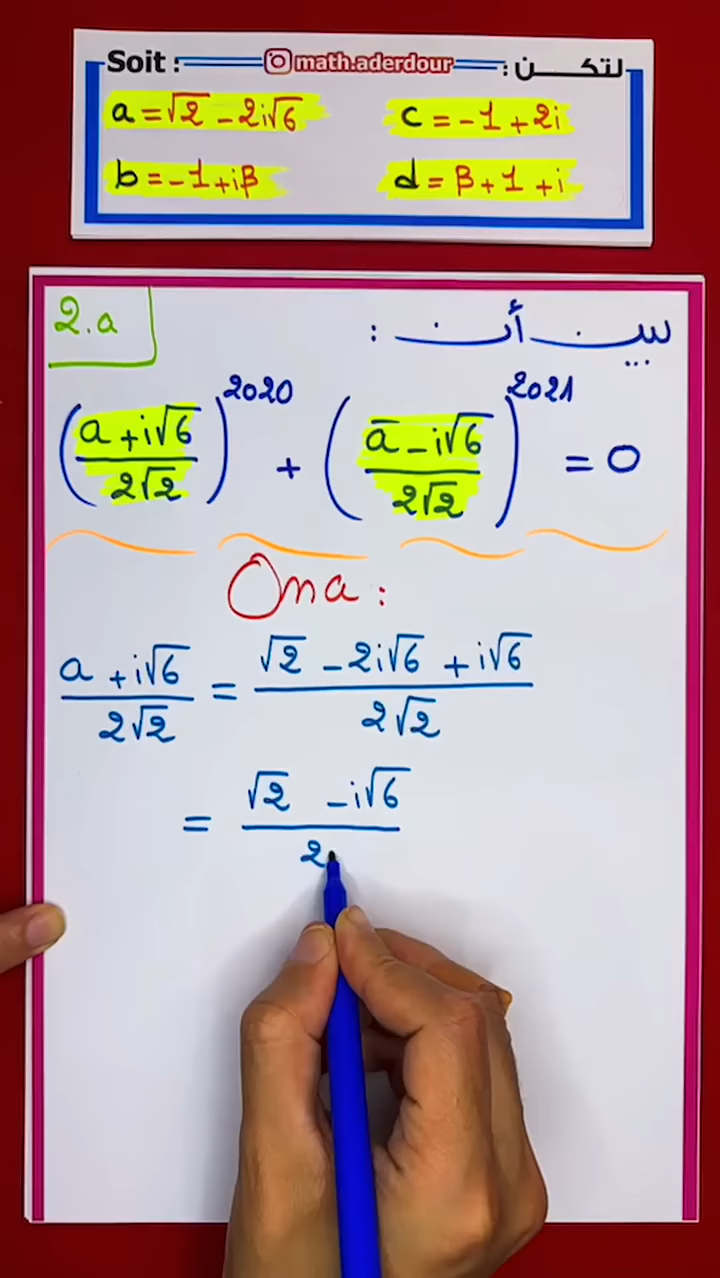 Soit : math.aderdour لتكن :
a = √2 - 2i√6 c = -1 + 2i
b = -1 + iβ d = β + 1 + i
2.a
بين أن :
((a + i√6)/(2√2))^2020 + ((a̅ - i√6)/(2√2))^2021 = 0
On a :
(a + i√6)/(2√2) = (√2 - 2i√6 + i√6)/(2√2)
= (√2 - i√6)/2